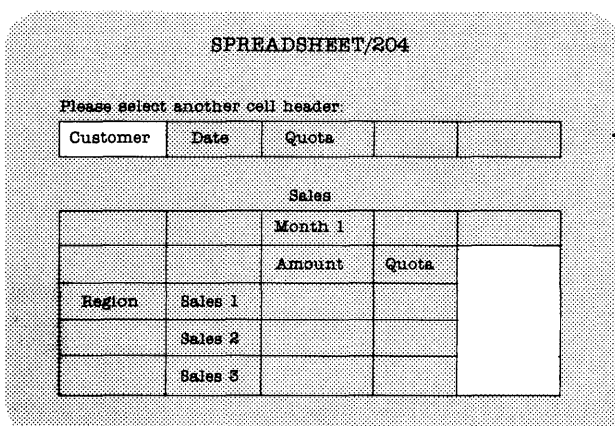 SPREADSHEET/204
Please select another cell header:
Customer Date Quota
Sales
Month 1
Amount Quota
Region Sales 1
Sales 2
Sales 3